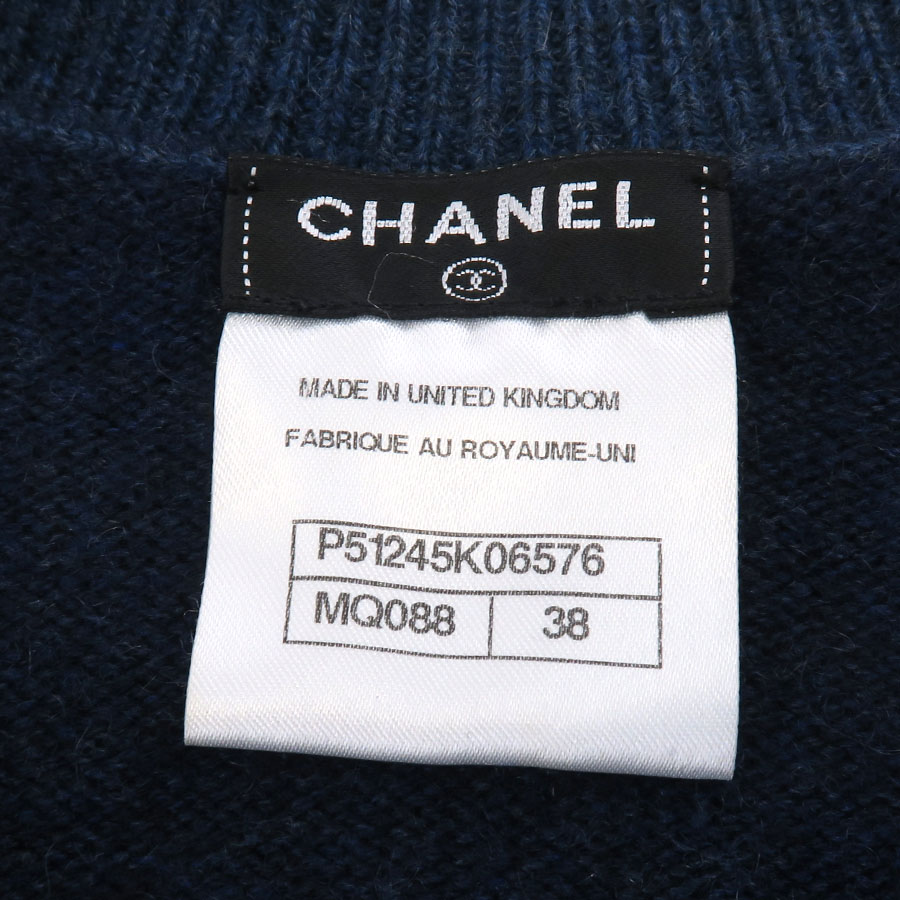 CHANEL
MADE IN UNITED KINGDOM
FABRIQUE AU ROYAUME-UNI
P51245K06576
MQ088 38